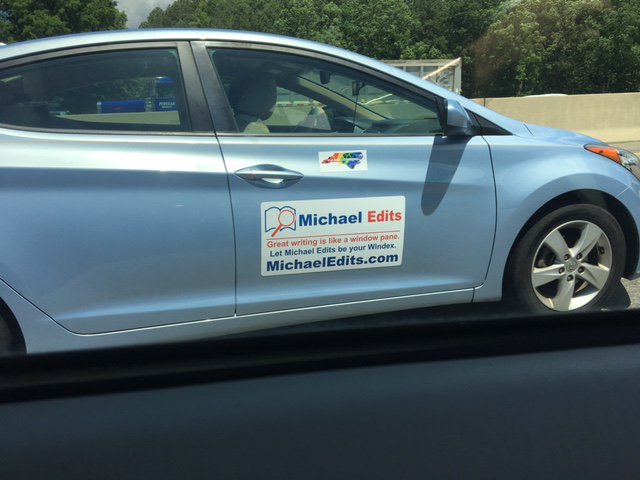 Michael Edits
Great writing is like a window pane.
Let Michael Edits be your Windex.
MichaelEdits.com